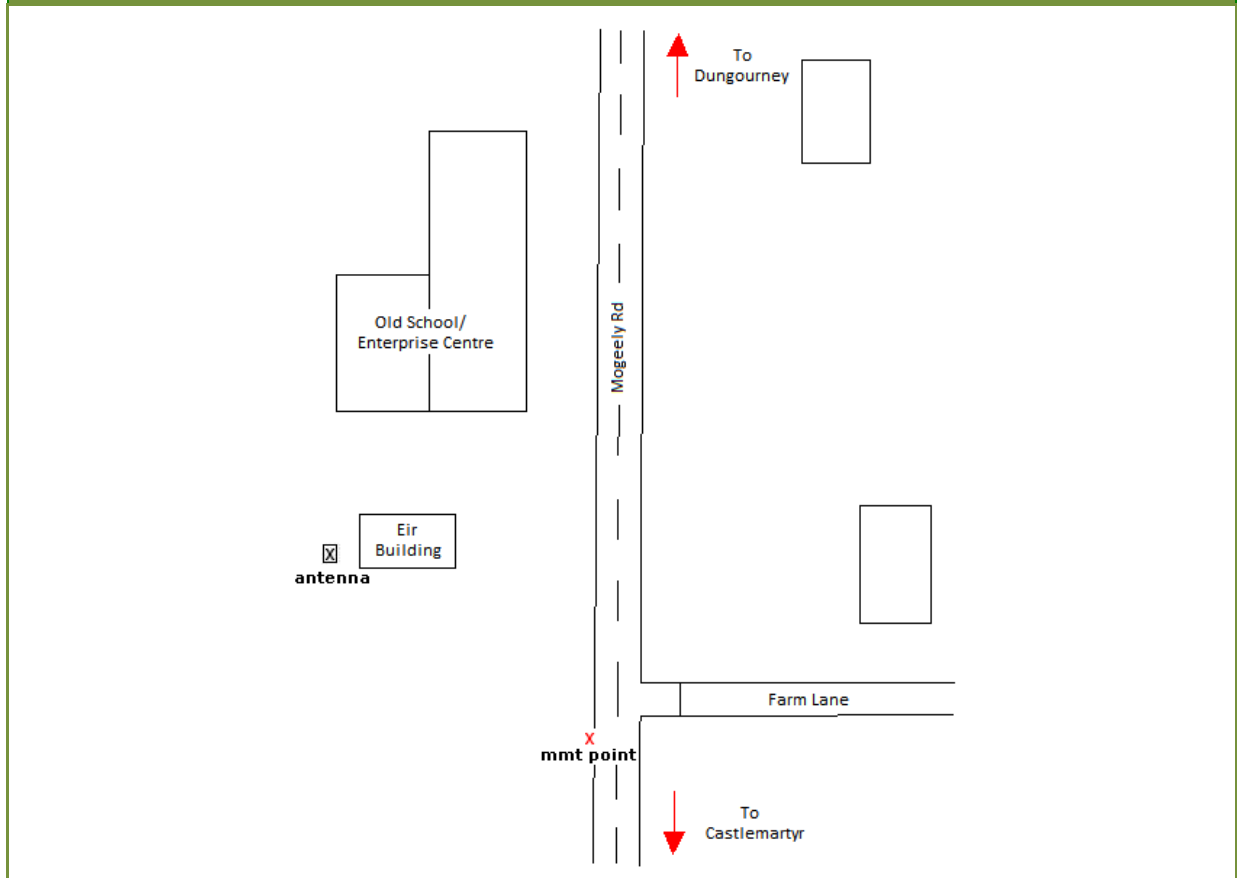 To
Dungourney
Old School/
Enterprise Centre
Mogeely Rd
Eir
Building
X
antenna
Farm Lane
X
mmt point
To
Castlemartyr